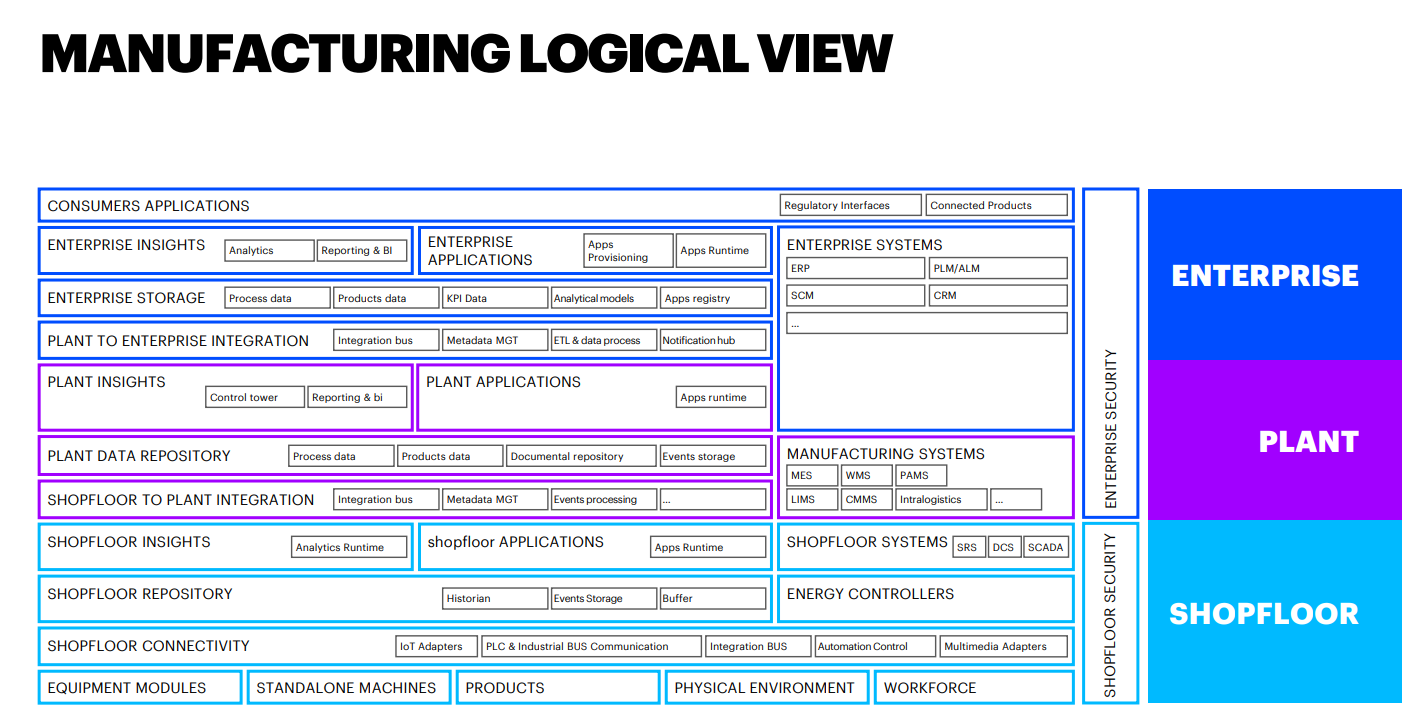 MANUFACTURING LOGICAL VIEW
CONSUMERS APPLICATIONS
Regulatory Interfaces
Connected Products
ENTERPRISE INSIGHTS
Analytics
Reporting & BI
ENTERPRISE
APPLICATIONS
Apps
Provisioning
Apps Runtime
ENTERPRISE SYSTEMS
ERP
PLM/ALM
SCM
CRM
...
ENTERPRISE STORAGE
Process data
Products data
KPI Data
Analytical models
Apps registry
PLANT TO ENTERPRISE INTEGRATION
Integration bus
Metadata MGT
ETL & data process
Notification hub
PLANT INSIGHTS
Control tower
Reporting & bi
PLANT APPLICATIONS
Apps runtime
PLANT DATA REPOSITORY
Process data
Products data
Documental repository
Events storage
MANUFACTURING SYSTEMS
MES
WMS
PAMS
LIMS
CMMS
Intralogistics
...
SHOPFLOOR TO PLANT INTEGRATION
Integration bus
Metadata MGT
Events processing
...
SHOPFLOOR INSIGHTS
Analytics Runtime
shopfloor APPLICATIONS
Apps Runtime
SHOPFLOOR SYSTEMS
SRS
DCS
SCADA
SHOPFLOOR REPOSITORY
Historian
Events Storage
Buffer
ENERGY CONTROLLERS
SHOPFLOOR CONNECTIVITY
IoT Adapters
PLC & Industrial BUS Communication
Integration BUS
Automation Control
Multimedia Adapters
EQUIPMENT MODULES
STANDALONE MACHINES
PRODUCTS
PHYSICAL ENVIRONMENT
WORKFORCE
ENTERPRISE SECURITY
SHOPFLOOR SECURITY
ENTERPRISE
PLANT
SHOPFLOOR